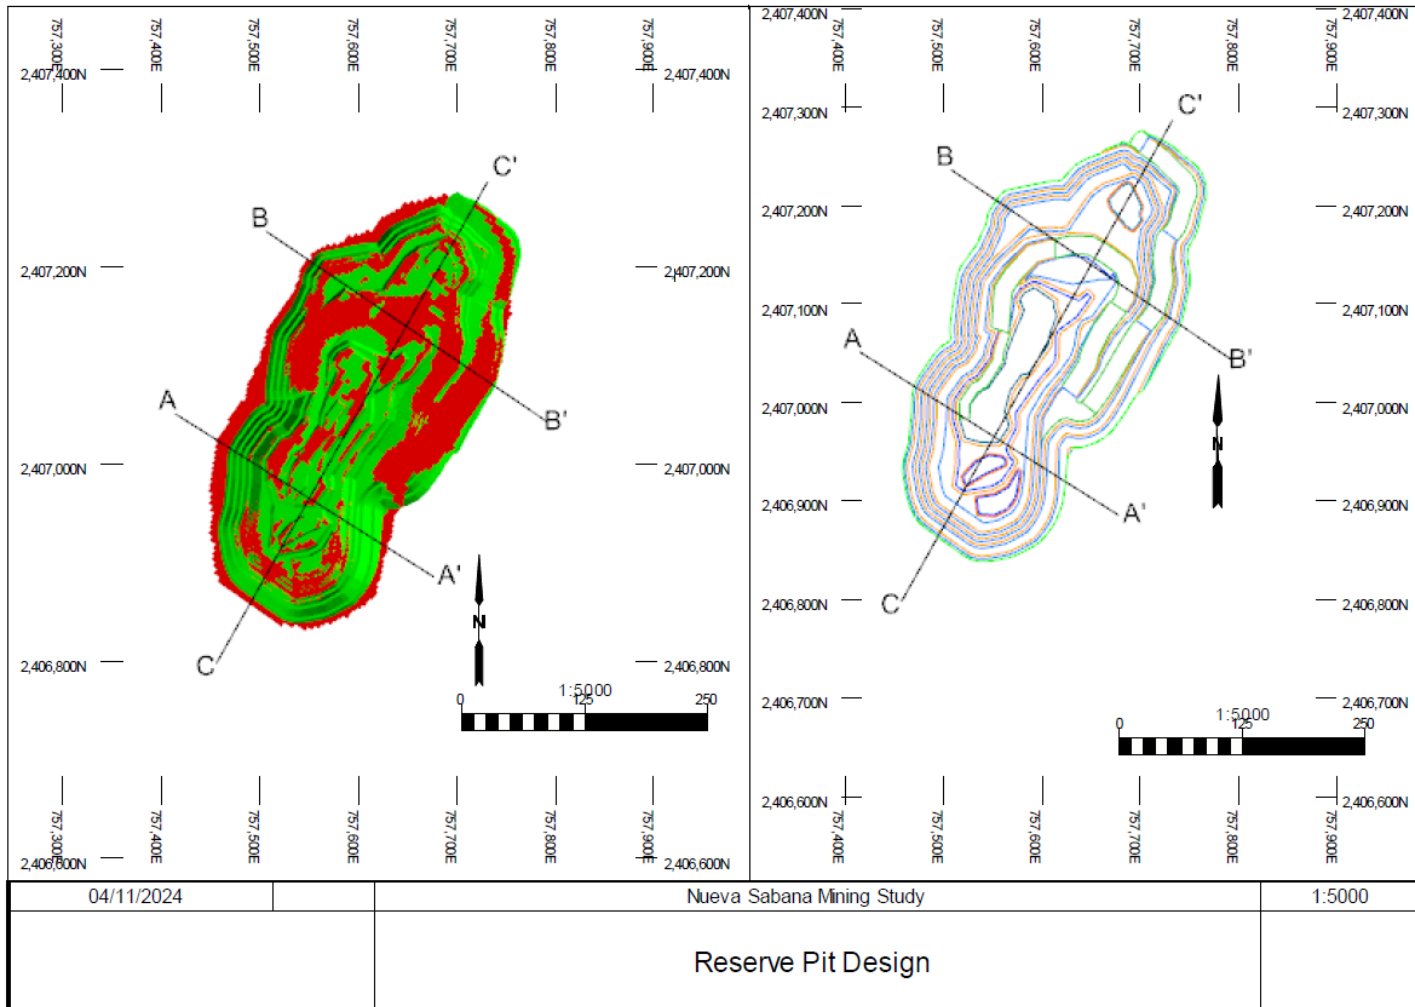 757,300E 757,400E 757,500E 757,600E 757,700E 757,800E 757,900E
2,407,400N 2,407,400N
C'
B
2,407,200N 2,407,200N
A
B'
2,407,000N 2,407,000N
A'
C
N
2,406,800N 2,406,800N
1:5000
0 125 250
757,300E 757,400E 757,500E 757,600E 757,700E 757,800E 757,900E
2,406,600N 2,406,600N
2,407,400N 2,407,400N
757,400E 757,500E 757,600E 757,700E 757,800E 757,900E
2,407,300N 2,407,300N
C'
B
2,407,200N 2,407,200N
2,407,100N 2,407,100N
A
B'
2,407,000N 2,407,000N
N
2,406,900N 2,406,900N
A'
C
2,406,800N 2,406,800N
2,406,700N 2,406,700N
1:5000
0 125 250
2,406,600N 2,406,600N
757,400E 757,500E 757,600E 757,700E 757,800E 757,900E
04/11/2024 Nueva Sabana Mining Study 1:5000
Reserve Pit Design